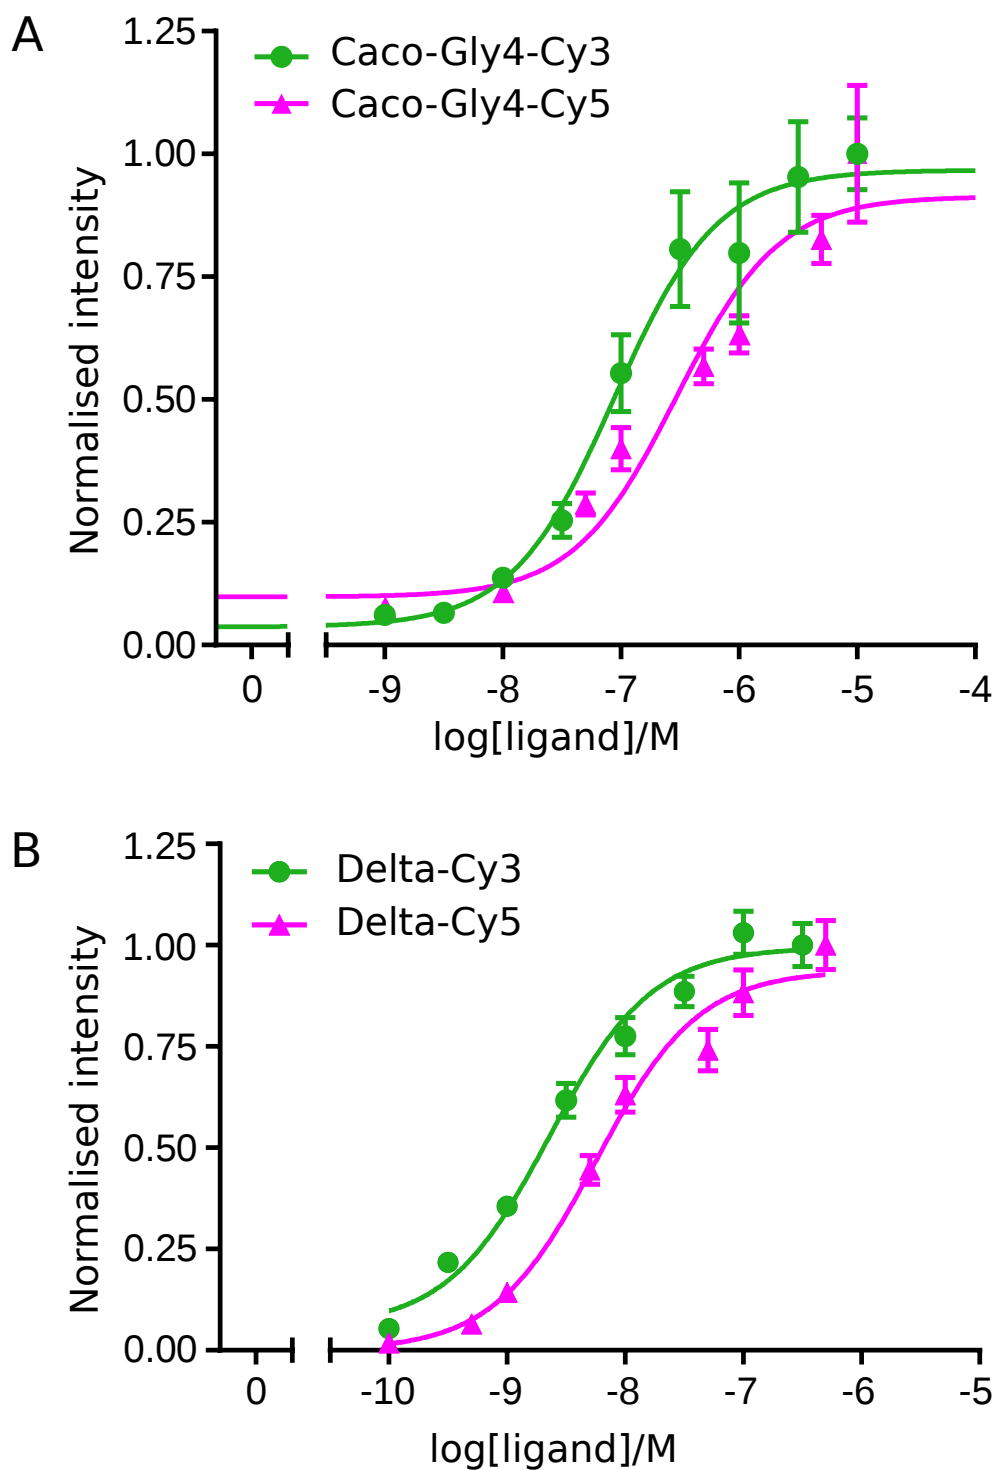 A
1.25
1.00
0.75
0.50
0.25
0.00
Normalised intensity
Caco-Gly4-Cy3
Caco-Gly4-Cy5
0 -9 -8 -7 -6 -5 -4
log[ligand]/M
B
1.25
1.00
0.75
0.50
0.25
0.00
Normalised intensity
Delta-Cy3
Delta-Cy5
0 -10 -9 -8 -7 -6 -5
log[ligand]/M